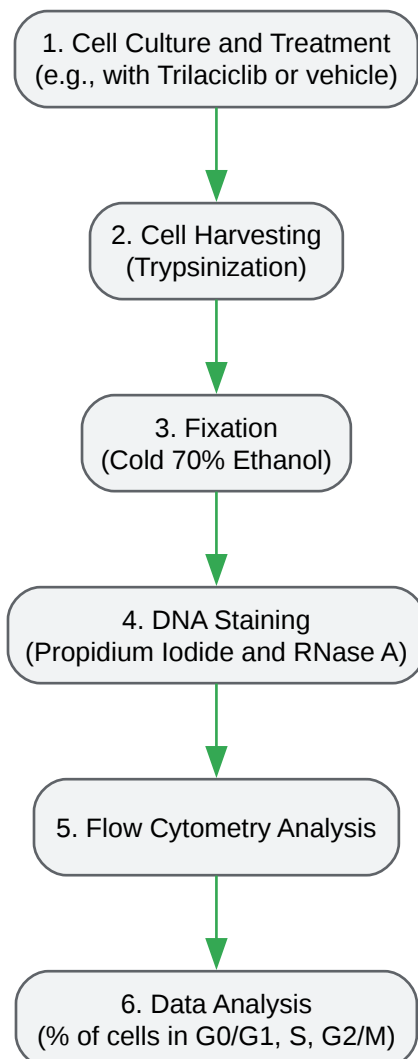 1. Cell Culture and Treatment
(e.g., with Trilaciclib or vehicle)
2. Cell Harvesting
(Trypsinization)
3. Fixation
(Cold 70% Ethanol)
4. DNA Staining
(Propidium Iodide and RNase A)
5. Flow Cytometry Analysis
6. Data Analysis
(% of cells in G0/G1, S, G2/M)